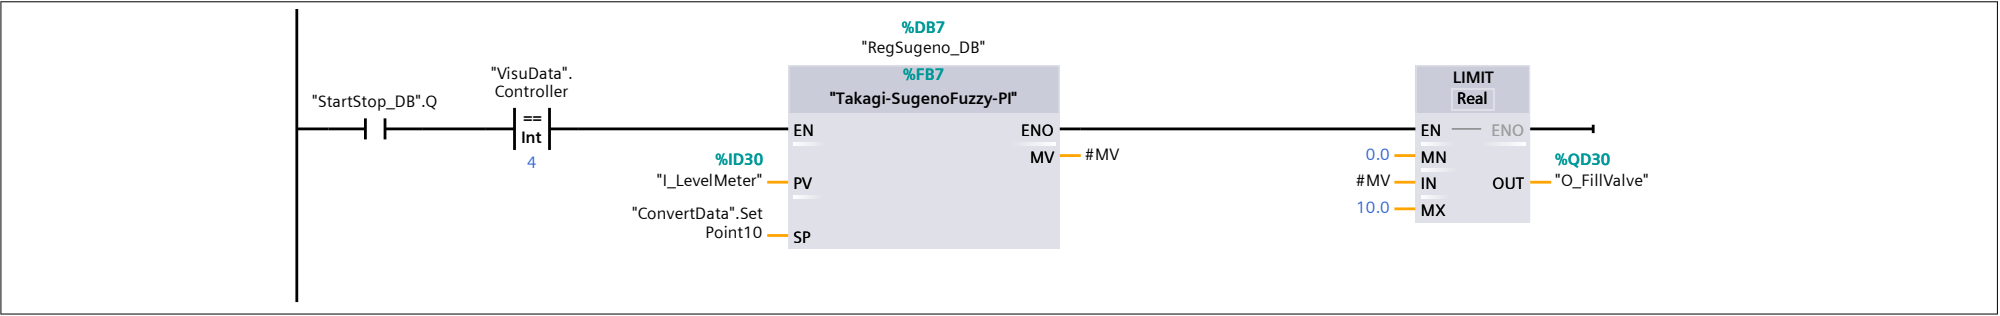 %DB7
"RegSugeno_DB"
"StartStop_DB".Q
"VisuData".
Controller
==
Int
4
%FB7
"Takagi-SugenoFuzzy-PI"
EN
ENO
%ID30
"I_LevelMeter"
PV
"ConvertData".Set
Point10
SP
MV
#MV
LIMIT
Real
EN
ENO
0.0
MN
#MV
IN
10.0
MX
OUT
%QD30
"O_FillValve"